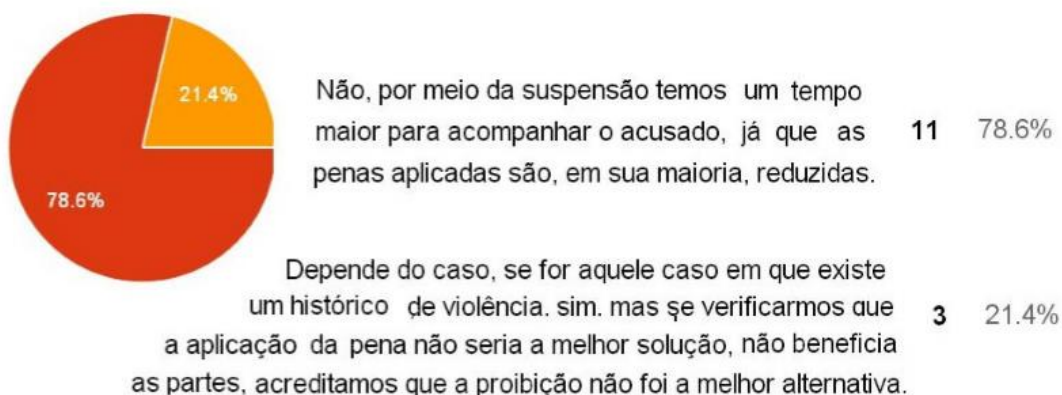 21.4%
78.6%
Não, por meio da suspensão temos um tempo
maior para acompanhar o acusado, já que as
penas aplicadas são, em sua maioria, reduzidas.
11 78.6%
Depende do caso, se for aquele caso em que existe
um histórico de violência. sim. mas se verificarmos que
a aplicação da pena não seria a melhor solução, não beneficia
as partes, acreditamos que a proibição não foi a melhor alternativa.
3 21.4%